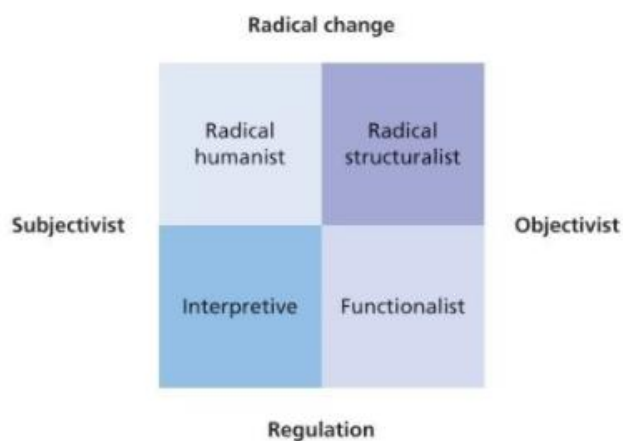 Radical change
Radical
humanist
Radical
structuralist
Subjectivist
Objectivist
Interpretive
Functionalist
Regulation